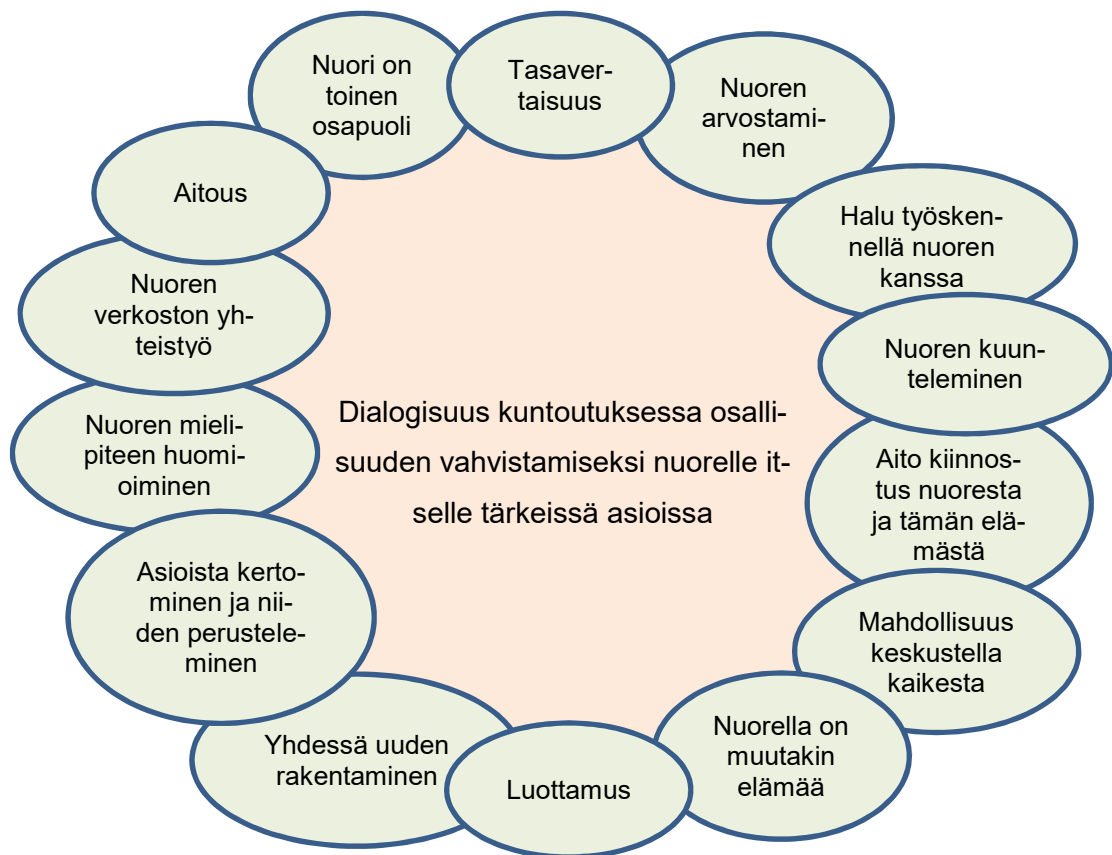 Nuori on
toinen
osapuoli
Tasaver-
taisuus
Nuoren
arvostami-
nen
Halu työsken-
nellä nuoren
kanssa
Nuoren kuun-
teleminen
Aito kiinnos-
tus nuoresta
ja tämän elä-
mästä
Mahdollisuus
keskustella
kaikesta
Nuorella on
muutakin
elämää
Luottamus
Yhdessä uuden
rakentaminen
Asioista kerto-
minen ja nii-
den perustele-
minen
Nuoren mieli-
piteen huomi-
oiminen
Nuoren
verkoston yh-
teistyö
Aitous
Dialogisuus kuntoutuksessa osalli-
suuden vahvistamiseksi nuorelle it-
selle tärkeissä asioissa